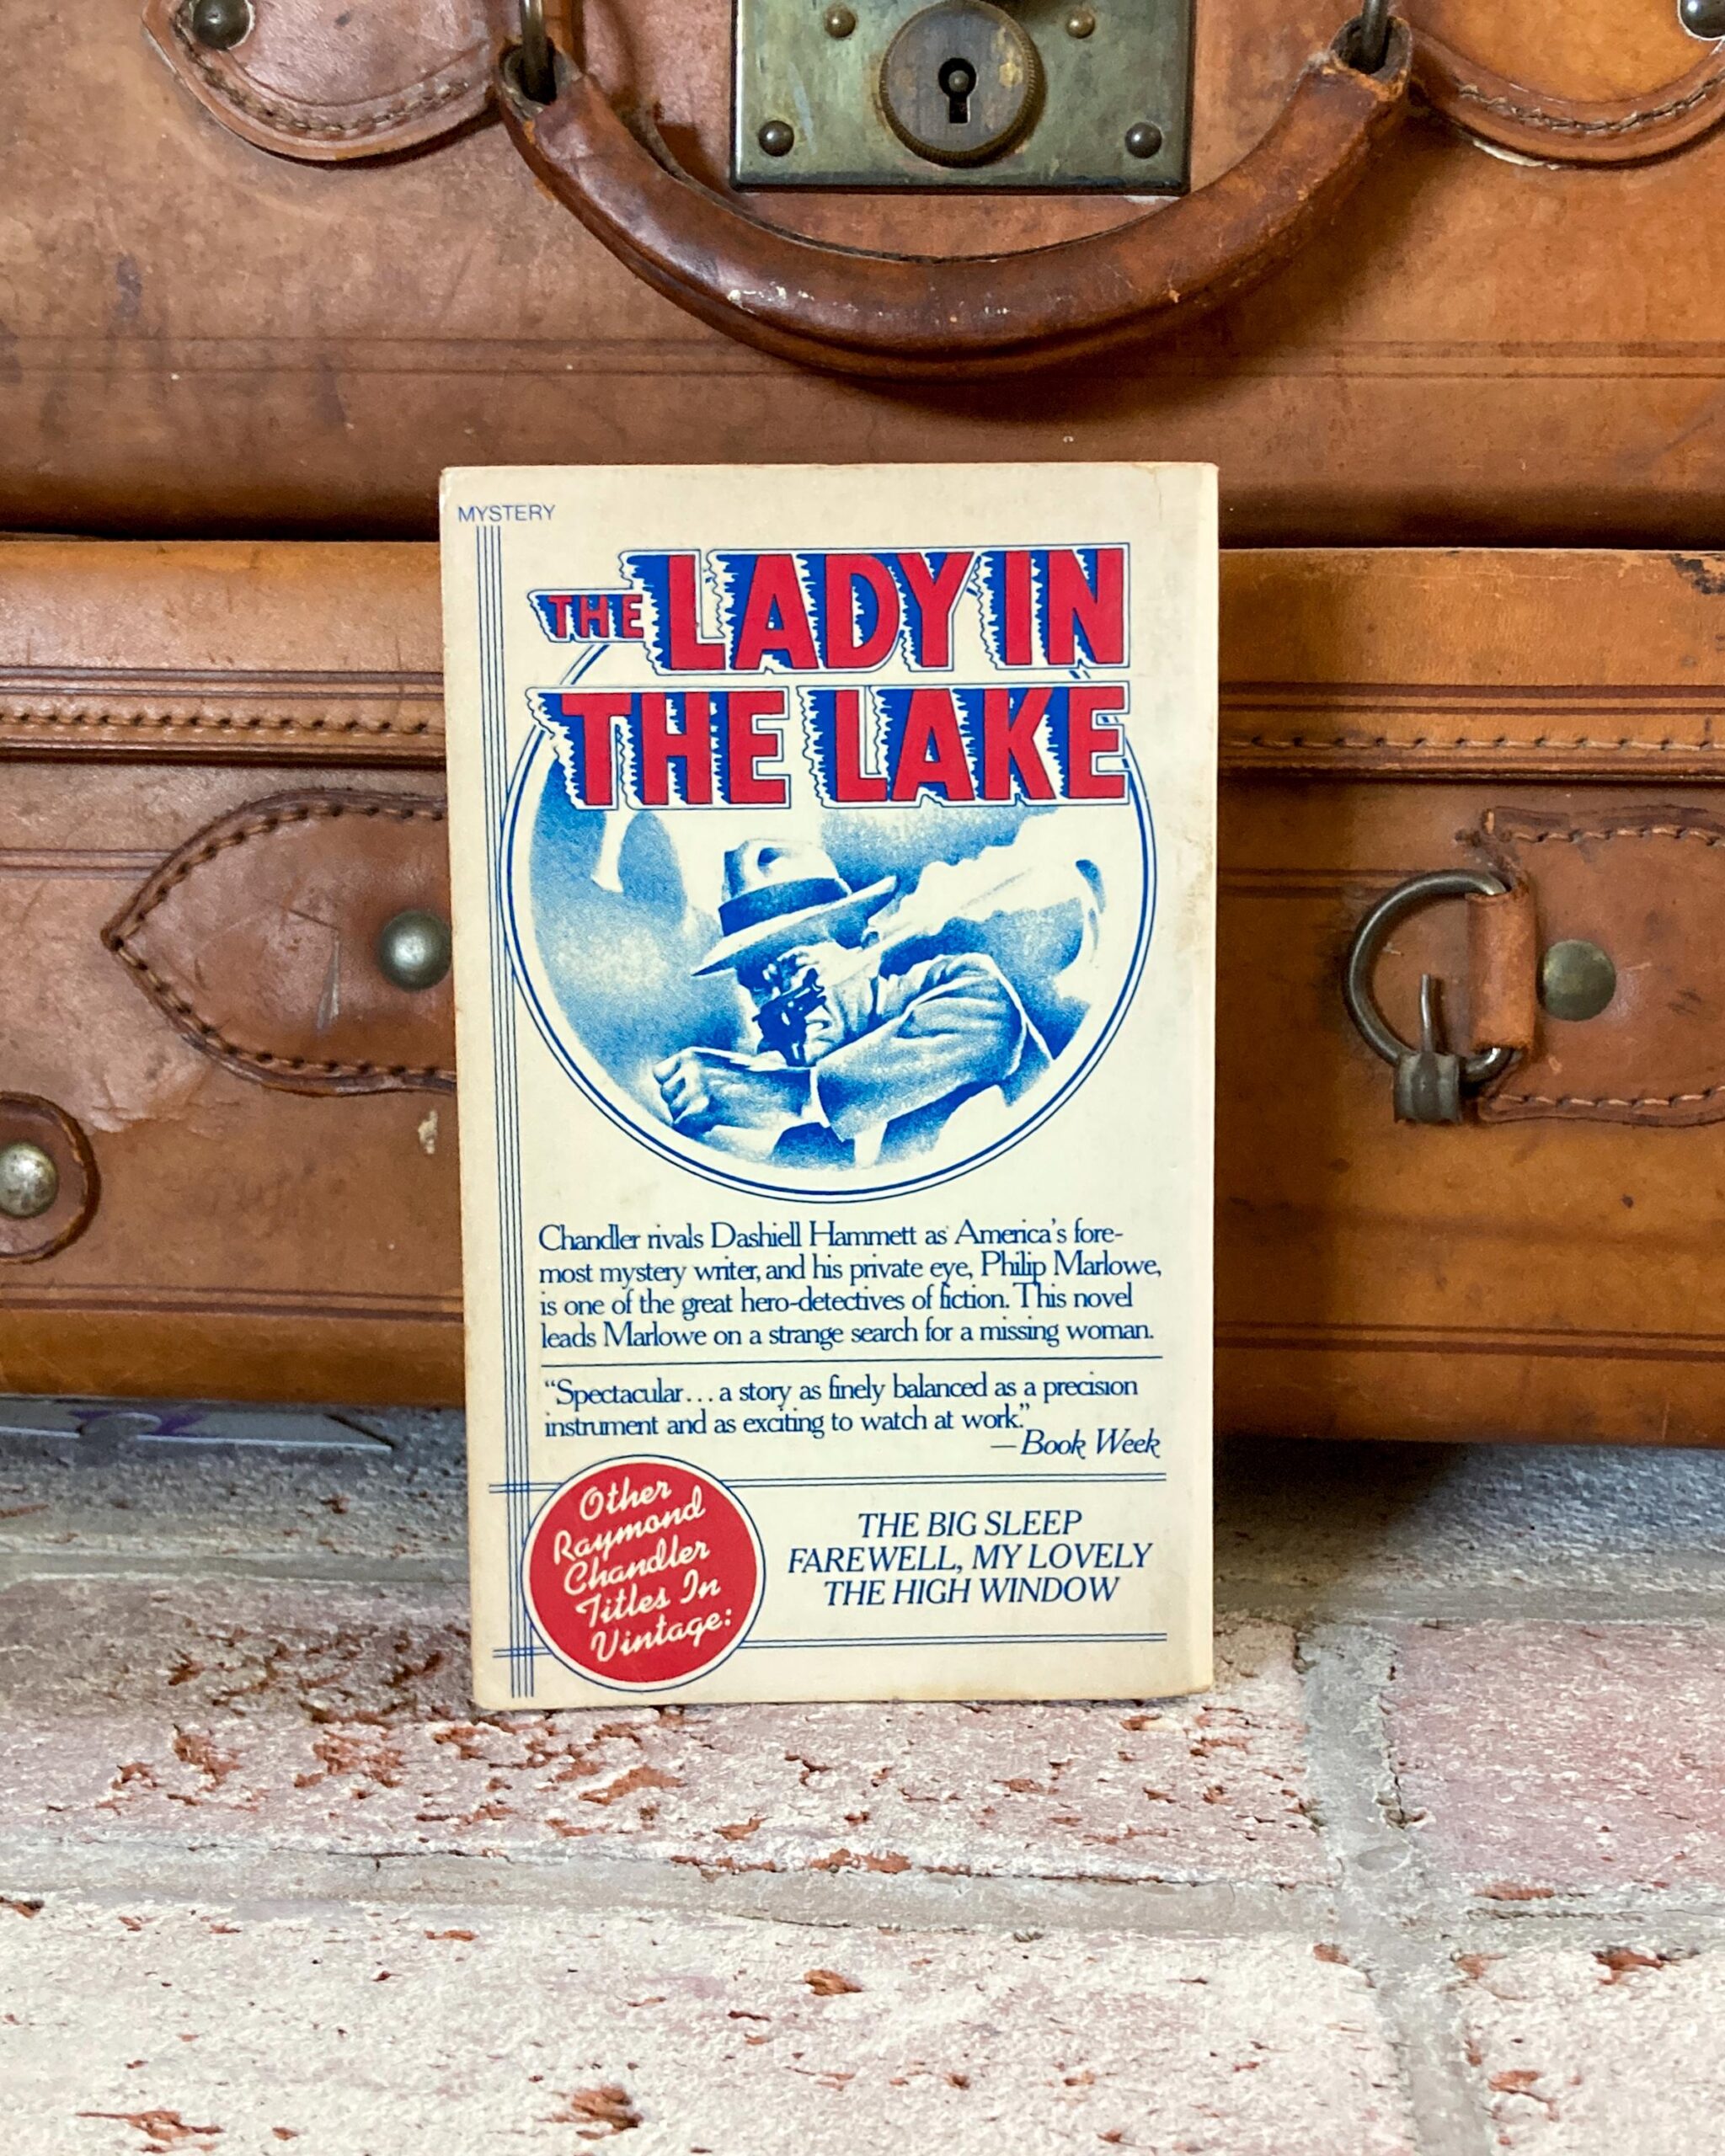 MYSTERY
THE LADY IN
THE LAKE
Chandler rivals Dashiell Hammett as America's fore-
most mystery writer, and his private eye, Philip Marlowe,
is one of the great hero-detectives of fiction. This novel
leads Marlowe on a strange search for a missing woman.
“Spectacular...a story as finely balanced as a precision
instrument and as exciting to watch at work.”
—Book Week
Other
Raymond
Chandler
Titles In
Vintage:
THE BIG SLEEP
FAREWELL, MY LOVELY
THE HIGH WINDOW